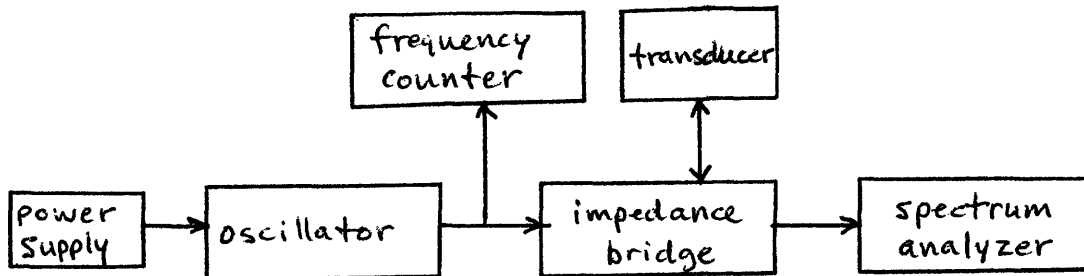 frequency
counter
transducer
power
supply
oscillator
impedance
bridge
spectrum
analyzer